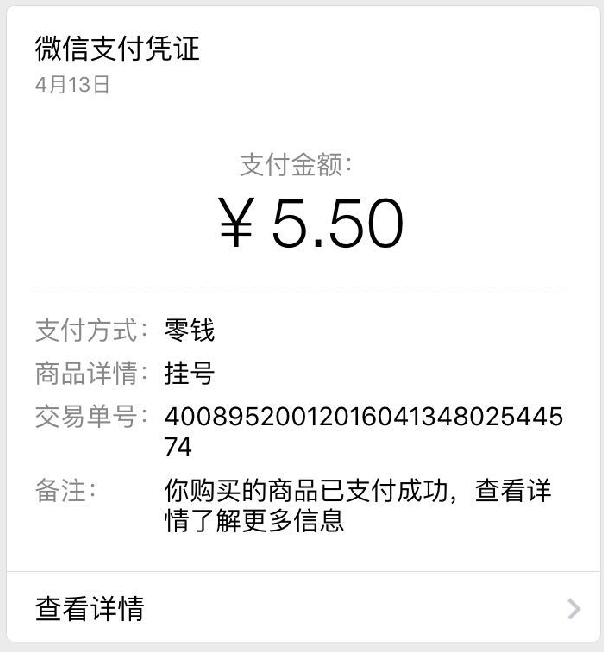 微信支付凭证
4月13日
支付金额：
￥5.50
支付方式：零钱
商品详情：挂号
交易单号：40089520012016041348025445
74
备注：你购买的商品已支付成功，查看详
情了解更多信息
查看详情